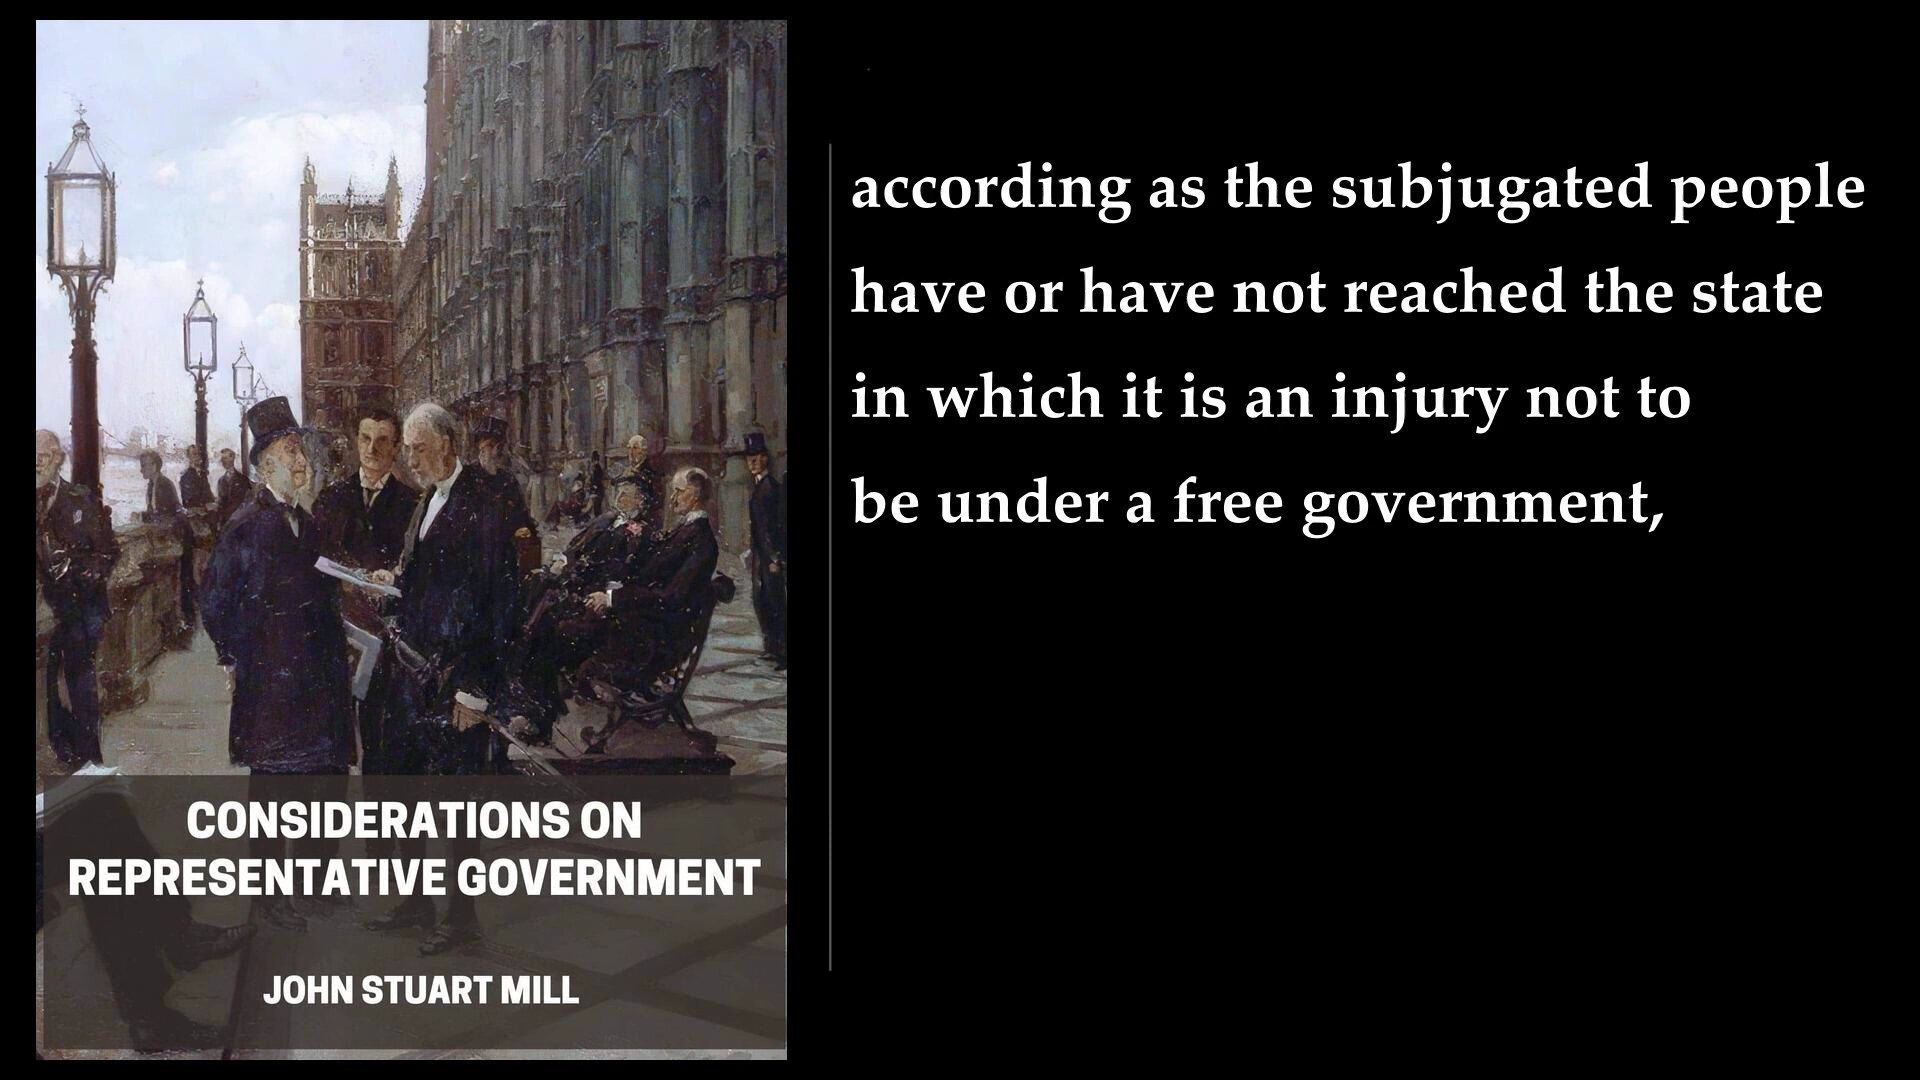 according as the subjugated people
have or have not reached the state
in which it is an injury not to
be under a free government,
CONSIDERATIONS ON
REPRESENTATIVE GOVERNMENT
JOHN STUART MILL